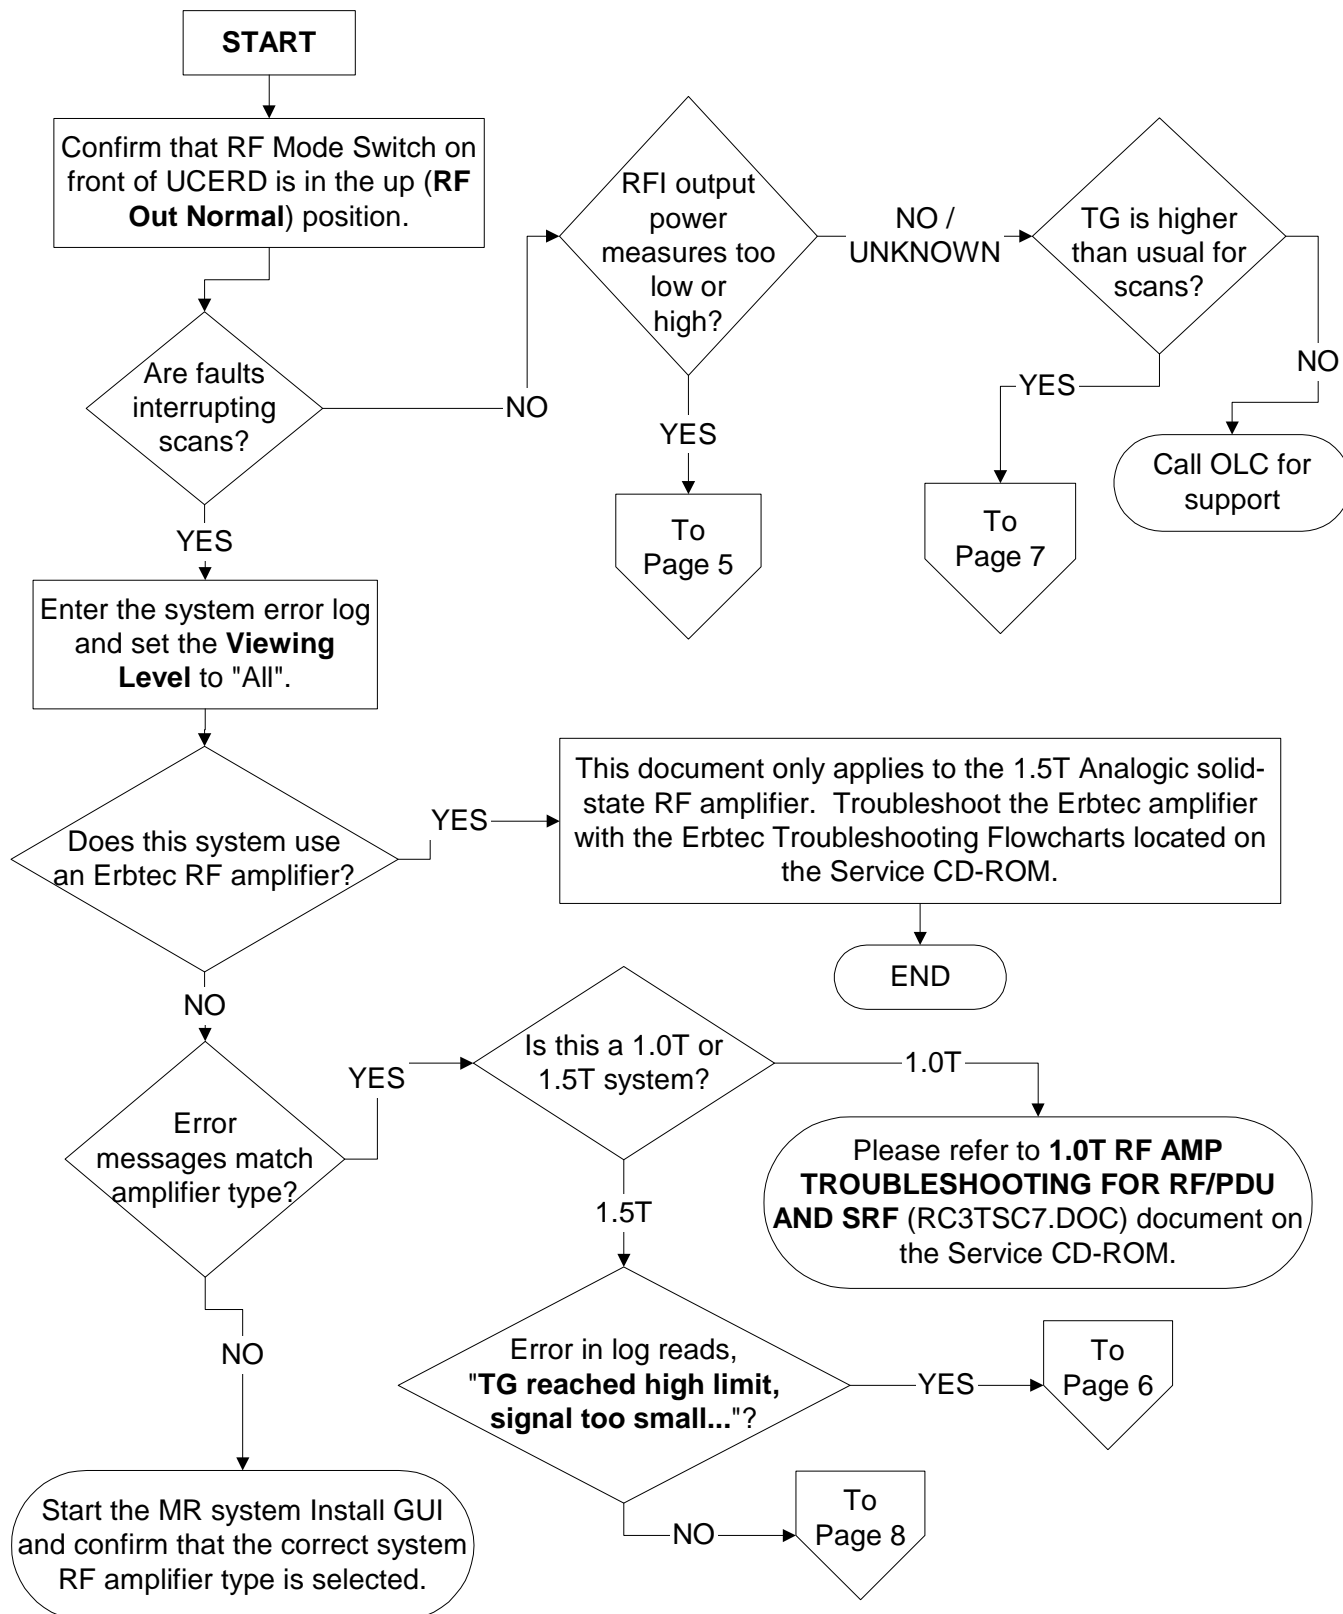 START
Confirm that RF Mode Switch on
front of UCERD is in the up (RF
Out Normal) position.
Are faults
interrupting
scans?
NO
RFI output
power
measures too
low or
high?
NO /
UNKNOWN
TG is higher
than usual for
scans?
YES
NO
YES
To
Page 5
To
Page 7
Call OLC for
support
YES
Enter the system error log
and set the Viewing
Level to "All".
Does this system use
an Erbtec RF amplifier?
YES
This document only applies to the 1.5T Analogic solid-
state RF amplifier.  Troubleshoot the Erbtec amplifier
with the Erbtec Troubleshooting Flowcharts located on
the Service CD-ROM.
END
NO
Error
messages match
amplifier type?
YES
Is this a 1.0T or
1.5T system?
1.0T
Please refer to 1.0T RF AMP
TROUBLESHOOTING FOR RF/PDU
AND SRF (RC3TSC7.DOC) document on
the Service CD-ROM.
1.5T
NO
Error in log reads,
"TG reached high limit,
signal too small..."?
YES
To
Page 6
NO
To
Page 8
Start the MR system Install GUI
and confirm that the correct system
RF amplifier type is selected.